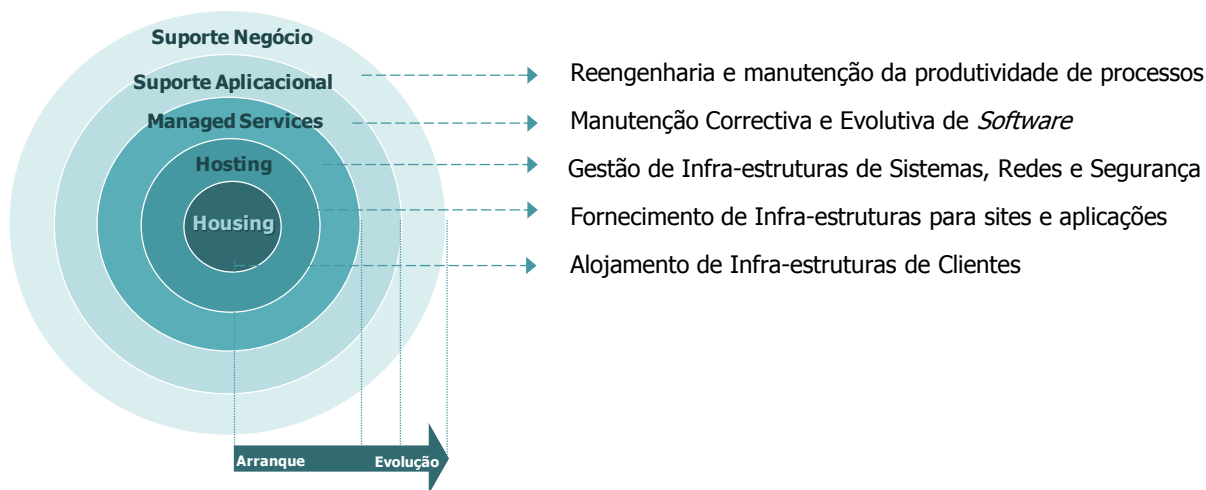 Suporte Negócio
Suporte Aplicacional
Managed Services
Hosting
Housing
Reengenharia e manutenção da produtividade de processos
Manutenção Correctiva e Evolutiva de Software
Gestão de Infra-estruturas de Sistemas, Redes e Segurança
Fornecimento de Infra-estruturas para sites e aplicações
Alojamento de Infra-estruturas de Clientes
Arranque
Evolução